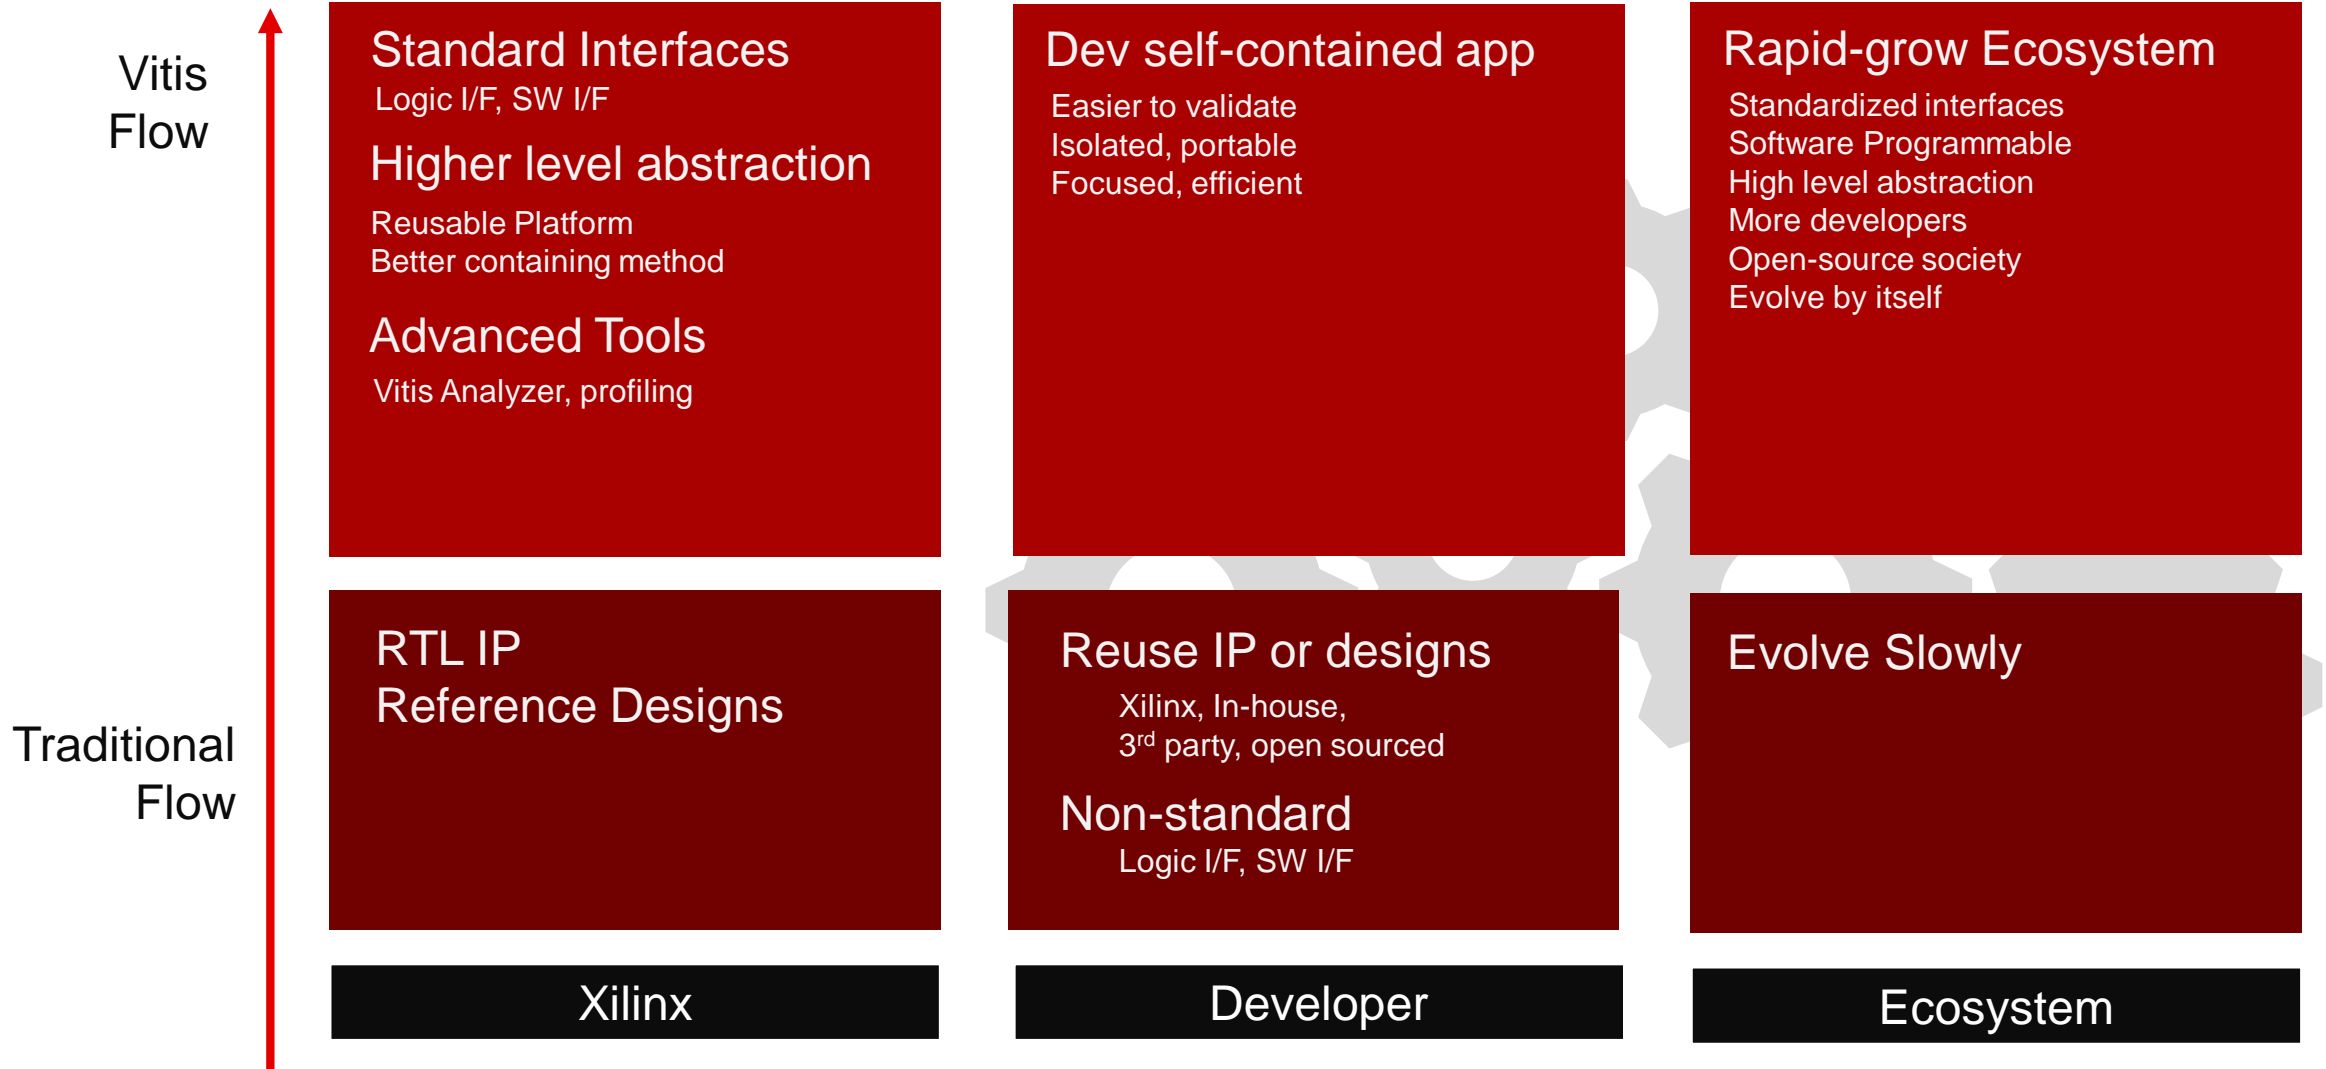 Vitis
Flow
Standard Interfaces
Logic I/F, SW I/F
Higher level abstraction
Reusable Platform
Better containing method
Advanced Tools
Vitis Analyzer, profiling
Dev self-contained app
Easier to validate
Isolated, portable
Focused, efficient
Rapid-grow Ecosystem
Standardized interfaces
Software Programmable
High level abstraction
More developers
Open-source society
Evolve by itself
Traditional
Flow
RTL IP
Reference Designs
Reuse IP or designs
Xilinx, In-house,
3rd party, open sourced
Non-standard
Logic I/F, SW I/F
Evolve Slowly
Xilinx
Developer
Ecosystem